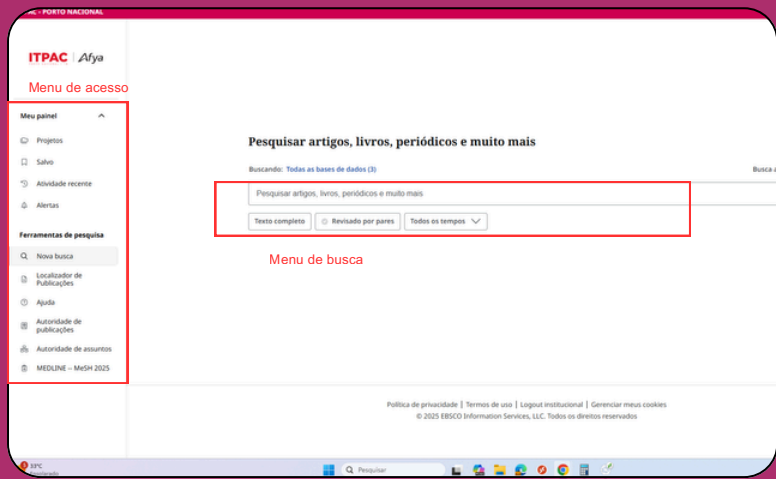 PAC - PORTO NACIONAL
ITPAC Afya
Menu de acesso
Meu painel
Projetos
Salvo
Atividade recente
Alertas
Ferramentas de pesquisa
Nova busca
Localizador de
Publicações
Ajuda
Autoridade de
publicações
Autoridade de assuntos
MEDLINE -- MeSH 2025
Pesquisar artigos, livros, periódicos e muito mais
Buscando: Todas as bases de dados (3)
Busca a
Pesquisar artigos, livros, periódicos e muito mais
Texto completo
Revisado por pares
Todos os tempos
Menu de busca
Política de privacidade | Termos de uso | Logout institucional | Gerenciar meus cookies
© 2025 EBSCO Information Services, LLC. Todos os direitos reservados
Pesquisar